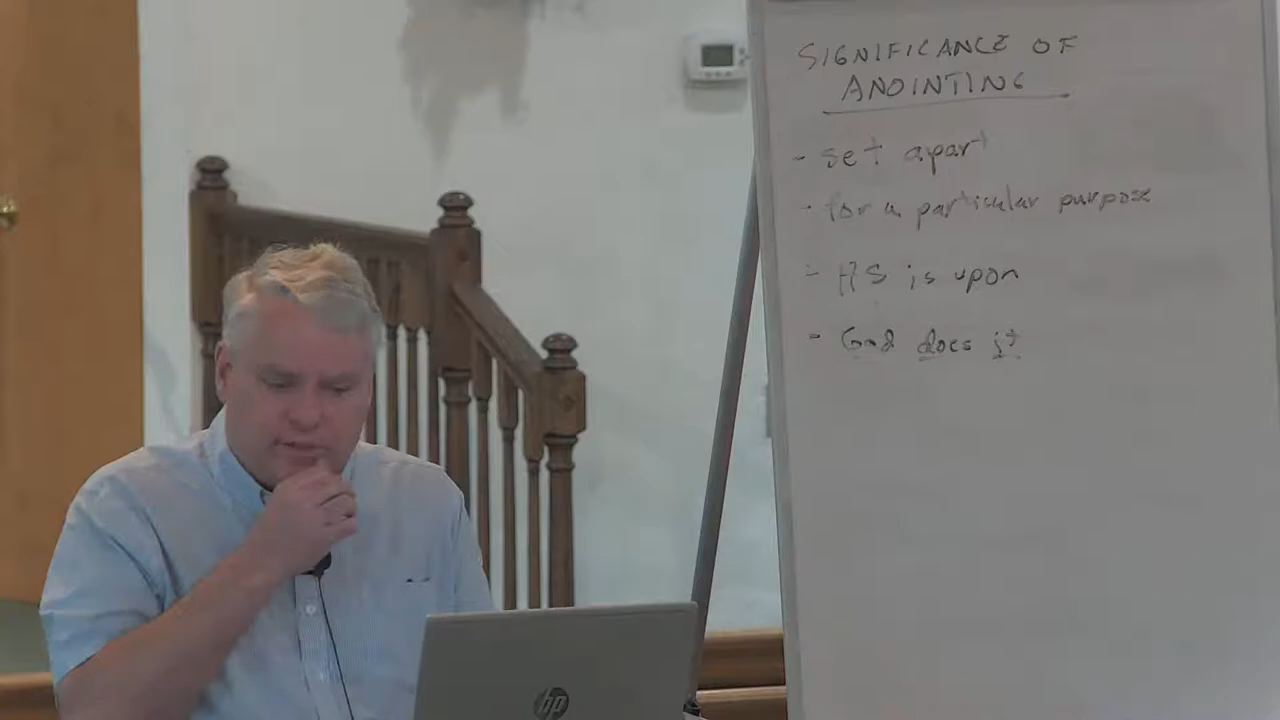 SIGNIFICANCE OF
ANOINTING
- set apart
- for a particular purpose
- HS is upon
- God does it
hp